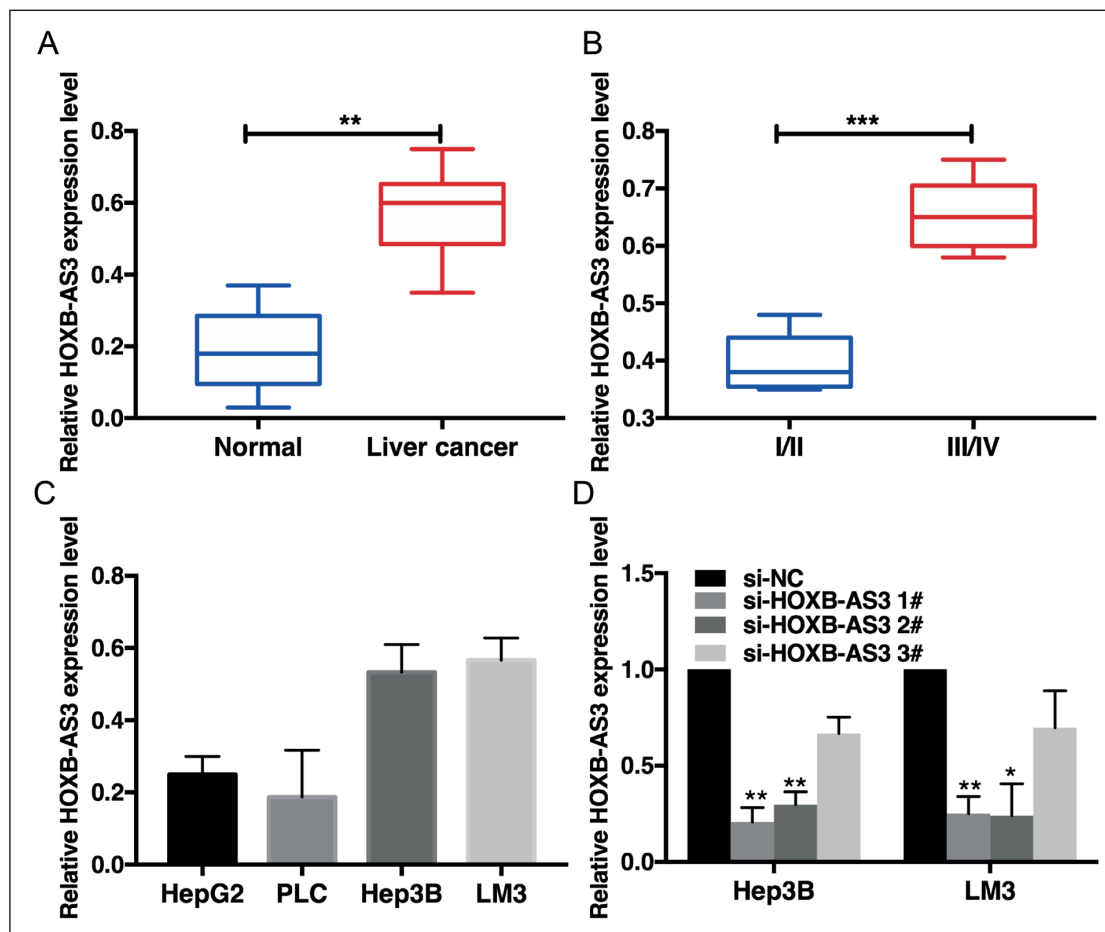 A
Relative HOXB-AS3 expression level
0.8
0.6
0.4
0.2
0.0
**
Normal
Liver cancer
B
Relative HOXB-AS3 expression level
0.8
0.7
0.6
0.5
0.4
0.3
***
I/II
III/IV
C
Relative HOXB-AS3 expression level
0.8
0.6
0.4
0.2
0.0
HepG2
PLC
Hep3B
LM3
D
Relative HOXB-AS3 expression level
1.5
1.0
0.5
0.0
si-NC
si-HOXB-AS3 1#
si-HOXB-AS3 2#
si-HOXB-AS3 3#
**
**
**
*
Hep3B
LM3